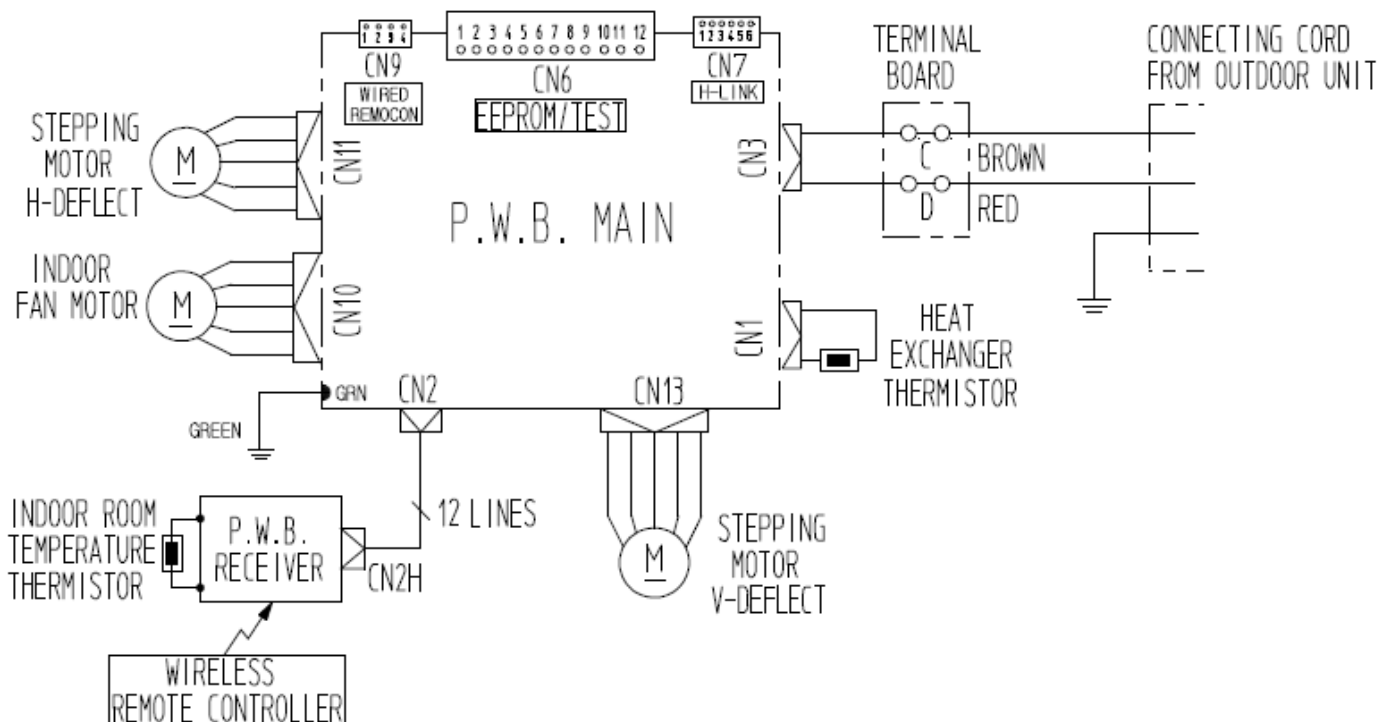 1 2 3 4
CN9
WIRED
REMOCON
1 2 3 4 5 6 7 8 9 10 11 12
CN6
EEPROM/TEST
1 2 3 4 5 6
CN7
H-LINK
TERMINAL
BOARD
CONNECTING CORD
FROM OUTDOOR UNIT
STEPPING
MOTOR
H-DEFLECT
M
CN11
P.W.B. MAIN
CN3
C
BROWN
D
RED
INDOOR
FAN MOTOR
M
CN10
CN1
HEAT
EXCHANGER
THERMISTOR
GRN
CN2
CN13
GREEN
12 LINES
INDOOR ROOM
TEMPERATURE
THERMISTOR
P.W.B.
RECEIVER
CN2H
M
STEPPING
MOTOR
V-DEFLECT
WIRELESS
REMOTE CONTROLLER